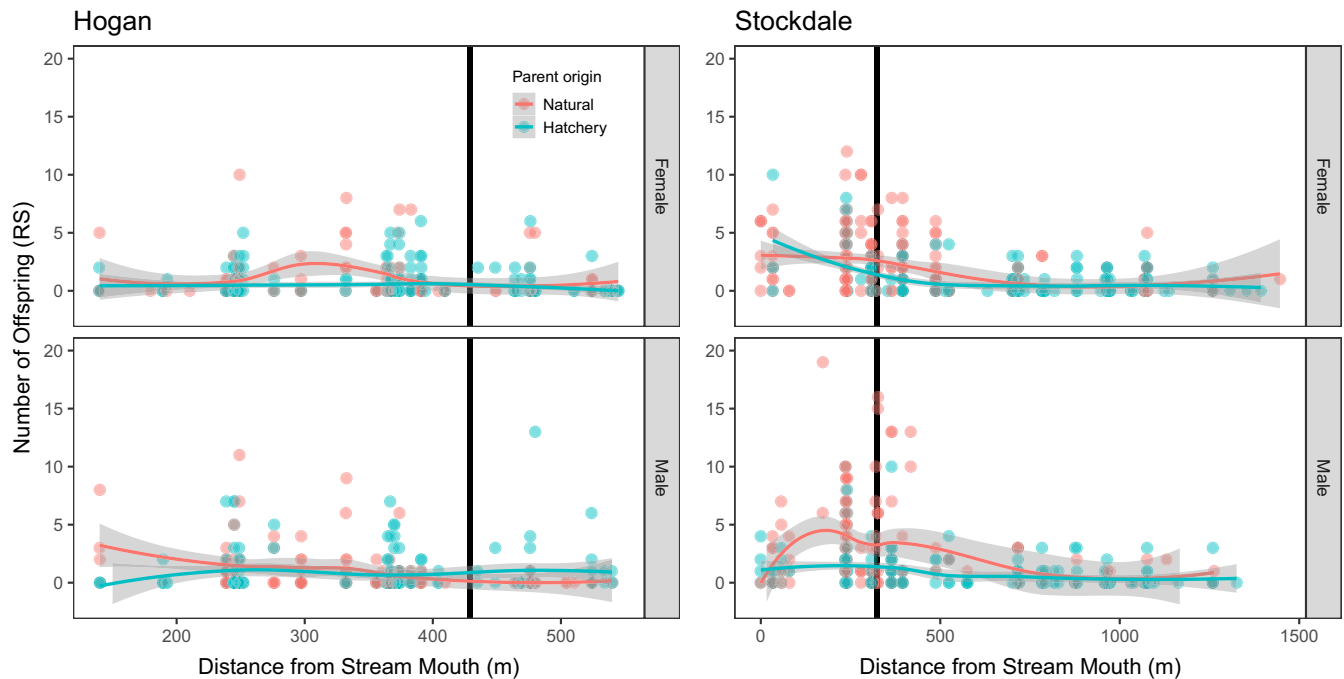 Hogan
Stockdale
Number of Offspring (RS)
20
15
10
5
0
Parent origin
Natural
Hatchery
Female
20
15
10
5
0
Female
20
15
10
5
0
Male
20
15
10
5
0
Male
200
300
400
500
0
500
1000
1500
Distance from Stream Mouth (m)
Distance from Stream Mouth (m)